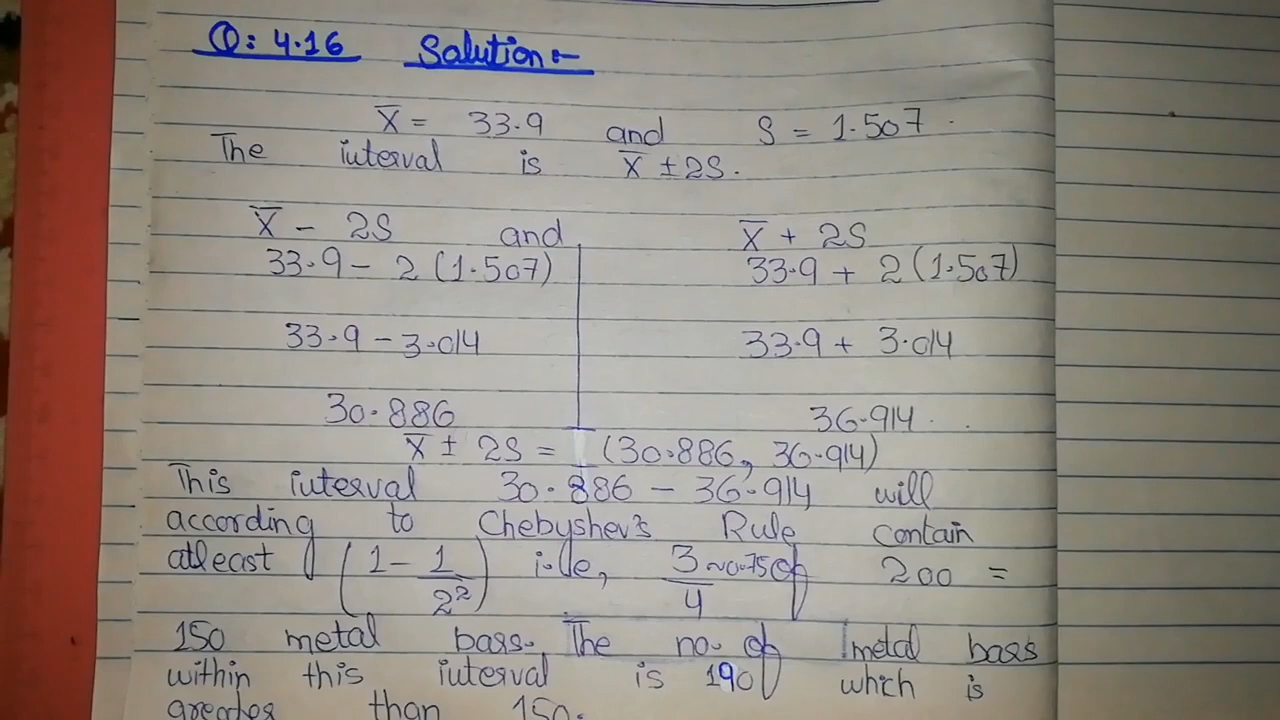 Q: 4.16 Solution:-
X̅ = 33.9 and S = 1.507.
The interval is X̅ ±2S.
X̅ - 2S and X̅ + 2S
33.9 - 2 (1.507) 33.9 + 2 (1.507)
33.9 - 3.014 33.9 + 3.014
30.886 36.914.
X̅ ± 2S = (30.886, 36.914)
This interval 30.886 - 36.914 will
according to Chebyshev's Rule contain
atleast (1 - 1/2²) i.e, 3/4 ~0.75 of 200 =
150 metal bars. The no. of metal bars
within this interval is 190 which is
greater than 150.